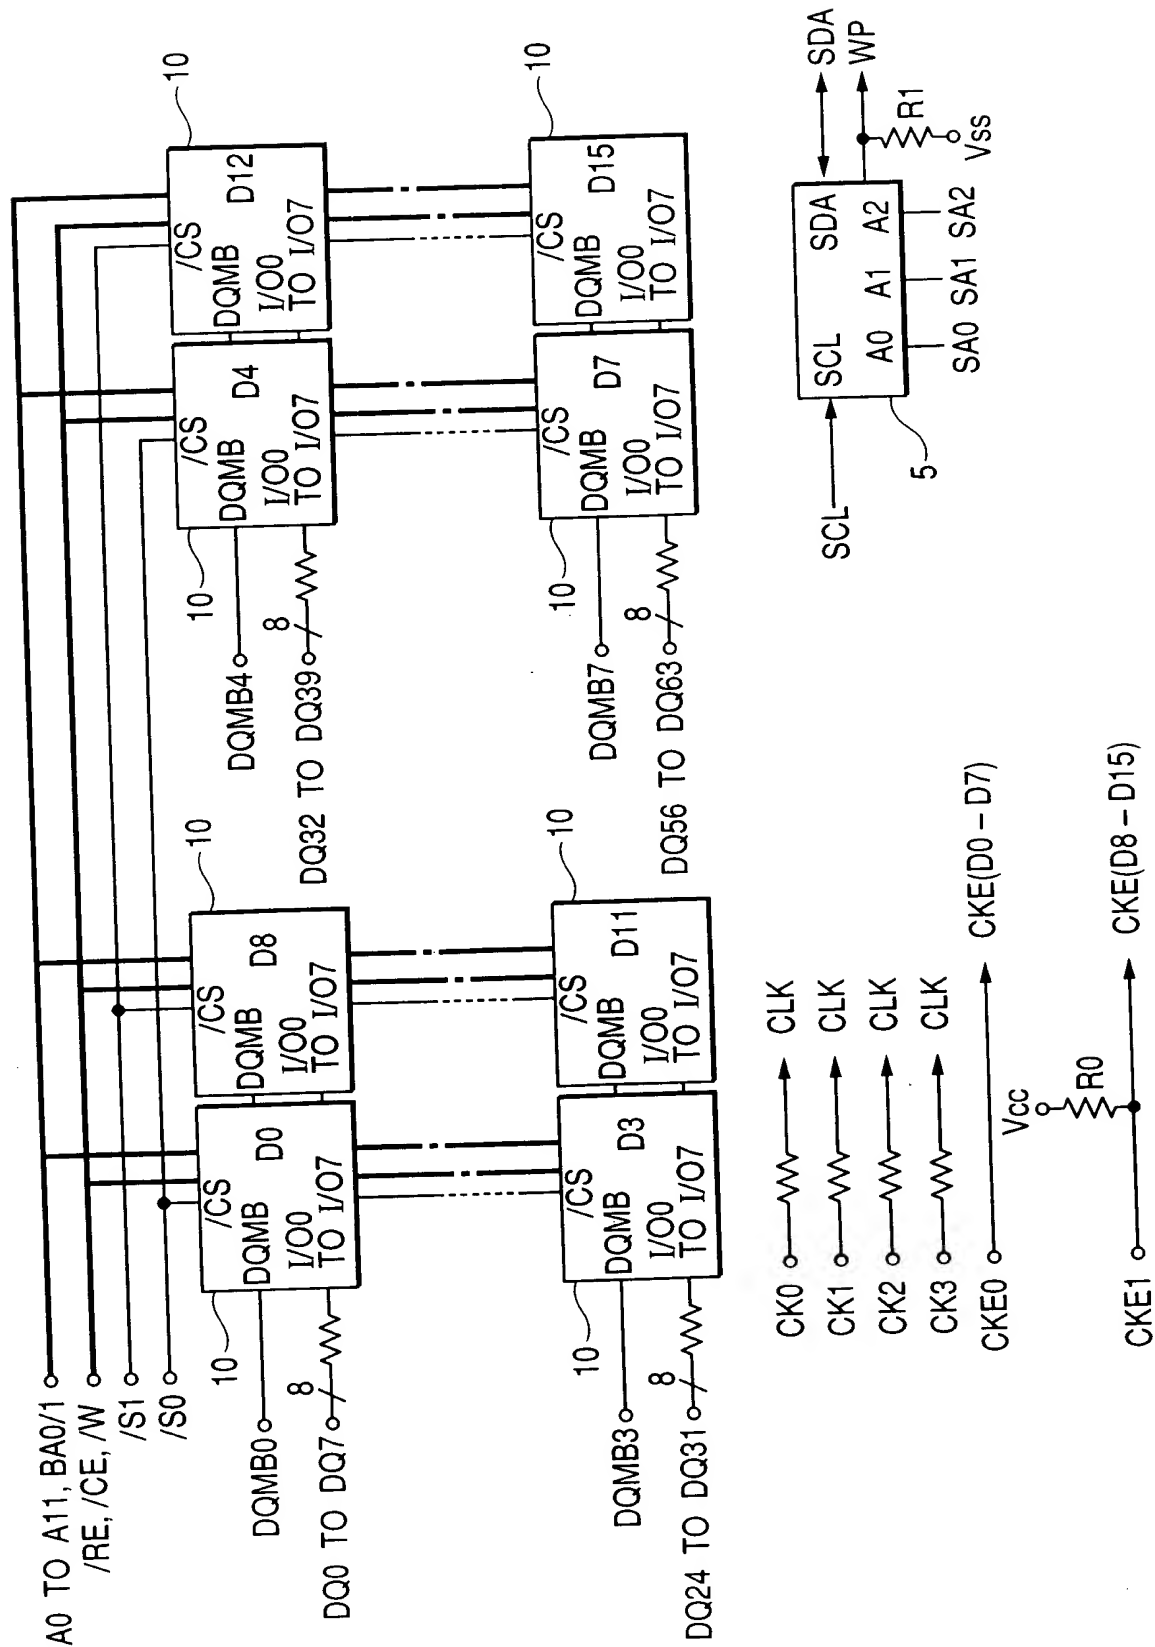 A0 TO A11, BA0/1
/RE, /CE, /W
/S1
/S0
10
/CS
DQMB
D0
I/O0
TO I/O7
DQMB0
8
DQ0 TO DQ7
10
/CS
DQMB
D8
I/O0
TO I/O7
10
/CS
DQMB
D4
I/O0
TO I/O7
DQMB4
8
DQ32 TO DQ39
10
/CS
DQMB
D12
I/O0
TO I/O7
10
/CS
DQMB
D3
I/O0
TO I/O7
DQMB3
8
DQ24 TO DQ31
10
/CS
DQMB
D11
I/O0
TO I/O7
10
/CS
DQMB
D7
I/O0
TO I/O7
DQMB7
8
DQ56 TO DQ63
10
/CS
DQMB
D15
I/O0
TO I/O7
CK0 CLK
CK1 CLK
CK2 CLK
CK3 CLK
CKE0 CKE(D0 – D7)
Vcc
R0
CKE1 CKE(D8 – D15)
SCL
SCL SDA
SDA
WP
A0 A1 A2
R1
Vss
5
SA0 SA1 SA2